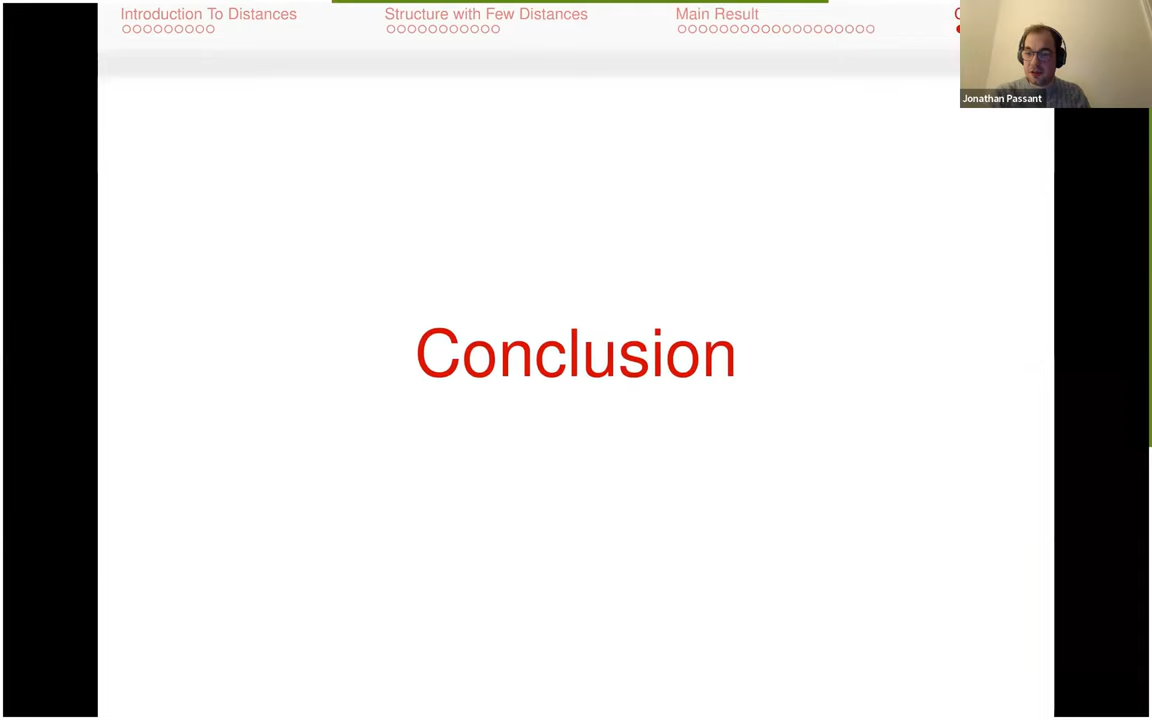 Introduction To Distances
Structure with Few Distances
Main Result
Jonathan Passant
Conclusion